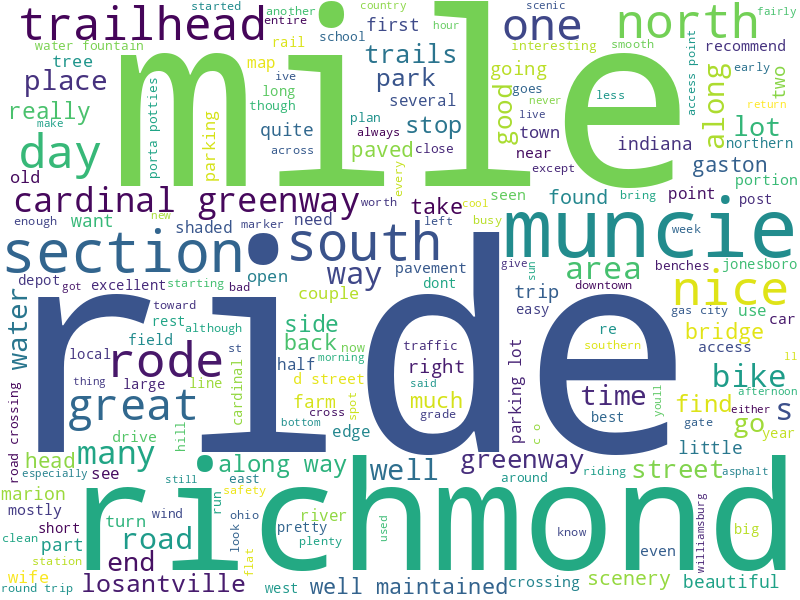 started another country scenic fairly
trailhead entire school first hour one north
water fountain rail several interesting smooth
tree ive trails goes recommend
place map park going access point early
mile
really porta potties long though plan stop good less along two
quite always town never return lot
make parking across paved close near live indiana northern
day every except gaston portion
old cardinal greenway worth take seen found point post
enough want new shaded marker need left cool busy bring week muncie
section south way pavement area benches jonesboro
depot got excellent starting open dont give sun trip downtown nice
water toward bad couple easy gas city car
rest although side re southern use bridge
field st back now traffic access
local rode half morning right time ll
thing large line cardinal d street said bike
ride
great farm much grade parking lot best find afternoon
road crossing hill cross spot youll either s
many drive bottom edge c o gate go year
head along way well greenway little
especially see still east around street riding asphalt
marion run safety
mostly wind look ohio river used richmond williamsburg big
short turn pretty know even
clean part road plenty
station end flat
wife losantville west well maintained crossing scenery beautiful
round trip